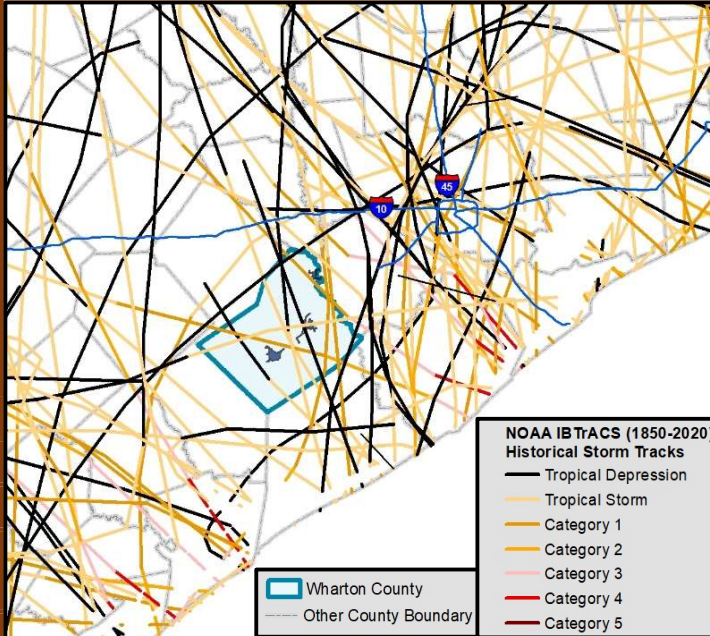 45
10
NOAA IBTrACS (1850-2020)
Historical Storm Tracks
Tropical Depression
Tropical Storm
Category 1
Category 2
Category 3
Category 4
Category 5
Wharton County
Other County Boundary